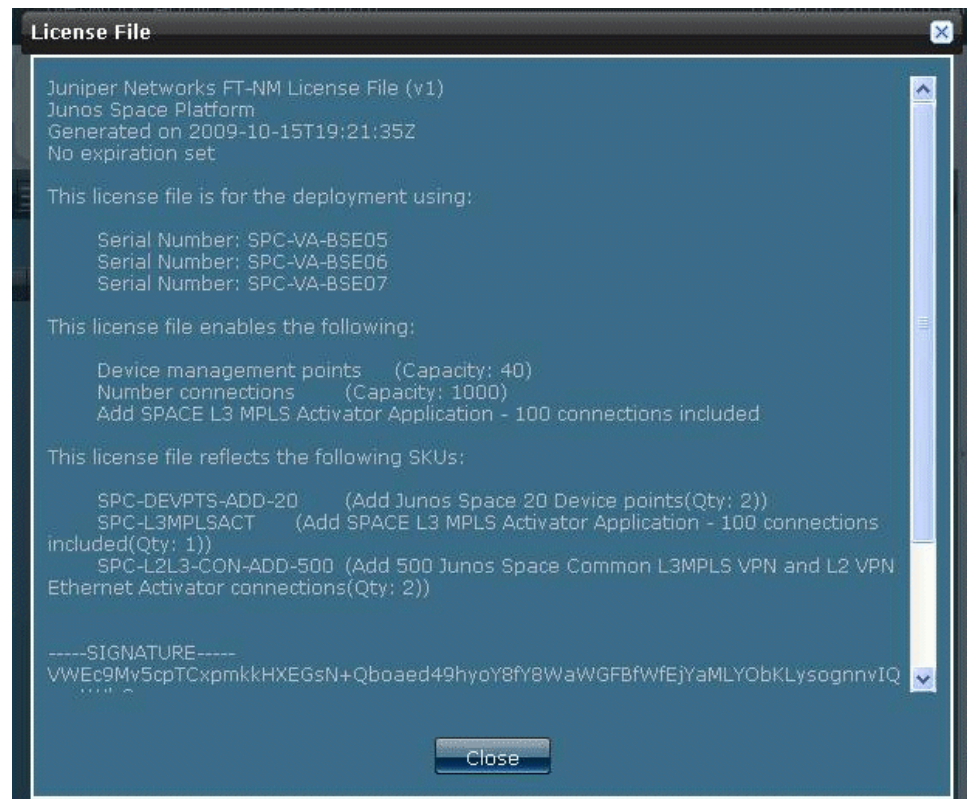 License File
Juniper Networks FT-NM License File (v1)
Junos Space Platform
Generated on 2009-10-15T19:21:35Z
No expiration set
This license file is for the deployment using:
Serial Number: SPC-VA-BSE05
Serial Number: SPC-VA-BSE06
Serial Number: SPC-VA-BSE07
This license file enables the following:
Device management points (Capacity: 40)
Number connections (Capacity: 1000)
Add SPACE L3 MPLS Activator Application - 100 connections included
This license file reflects the following SKUs:
SPC-DEVPTS-ADD-20 (Add Junos Space 20 Device points(Qty: 2))
SPC-L3MPLSACT (Add SPACE L3 MPLS Activator Application - 100 connections
included(Qty: 1))
SPC-L2L3-CON-ADD-500 (Add 500 Junos Space Common L3MPLS VPN and L2 VPN
Ethernet Activator connections(Qty: 2))
-----SIGNATURE-----
VWEc9Mv5cpTCxpmkkHXEGsN+Qboaed49hyoY8fY8WaWGFBfWfEjYaMLYObKLysognnvIQ
Close